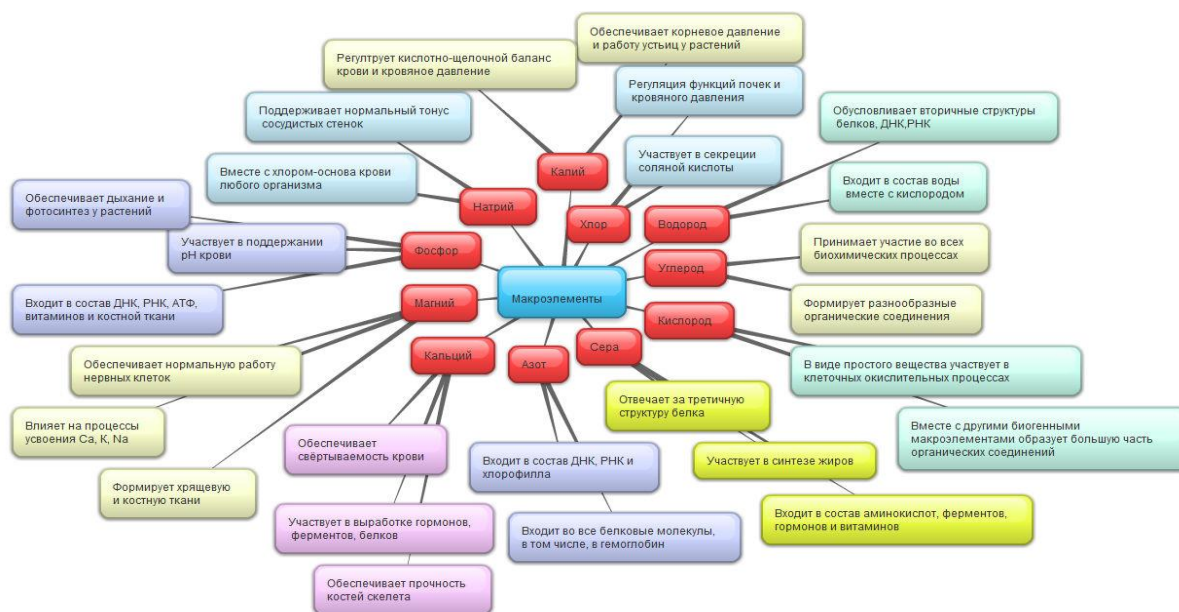 Обеспечивает корневое давление
и работу устьиц у растений
Регултрует кислотно-щелочной баланс
крови и кровяное давление
Регуляция функций почек и
кровяного давления
Поддерживает нормальный тонус
сосудистых стенок
Обусловливает вторичные структуры
белков, ДНК,РНК
Участвует в секреции
соляной кислоты
Калий
Вместе с хлором-основа крови
любого организма
Входит в состав воды
вместе с кислородом
Обеспечивает дыхание и
фотосинтез у растений
Натрий
Хлор
Водород
Участвует в поддержании
pH крови
Фосфор
Принимает участие во всех
биохимических процессах
Углерод
Входит в состав ДНК, РНК, АТФ,
витаминов и костной ткани
Магний
Макроэлементы
Формирует разнообразные
органические соединения
Кислород
Обеспечивает нормальную работу
нервных клеток
Кальций
Азот
Сера
В виде простого вещества участвует в
клеточных окислительных процессах
Отвечает за третичную
структуру белка
Влияет на процессы
усвоения Ca, K, Na
Вместе с другими биогенными
макроэлементами образует большую часть
органических соединений
Обеспечивает
свёртываемость крови
Входит в состав ДНК, РНК и
хлорофилла
Участвует в синтезе жиров
Формирует хрящевую
и костную ткани
Участвует в выработке гормонов,
ферментов, белков
Входит во все белковые молекулы,
в том числе, в гемоглобин
Входит в состав аминокислот, ферментов,
гормонов и витаминов
Обеспечивает прочность
костей скелета